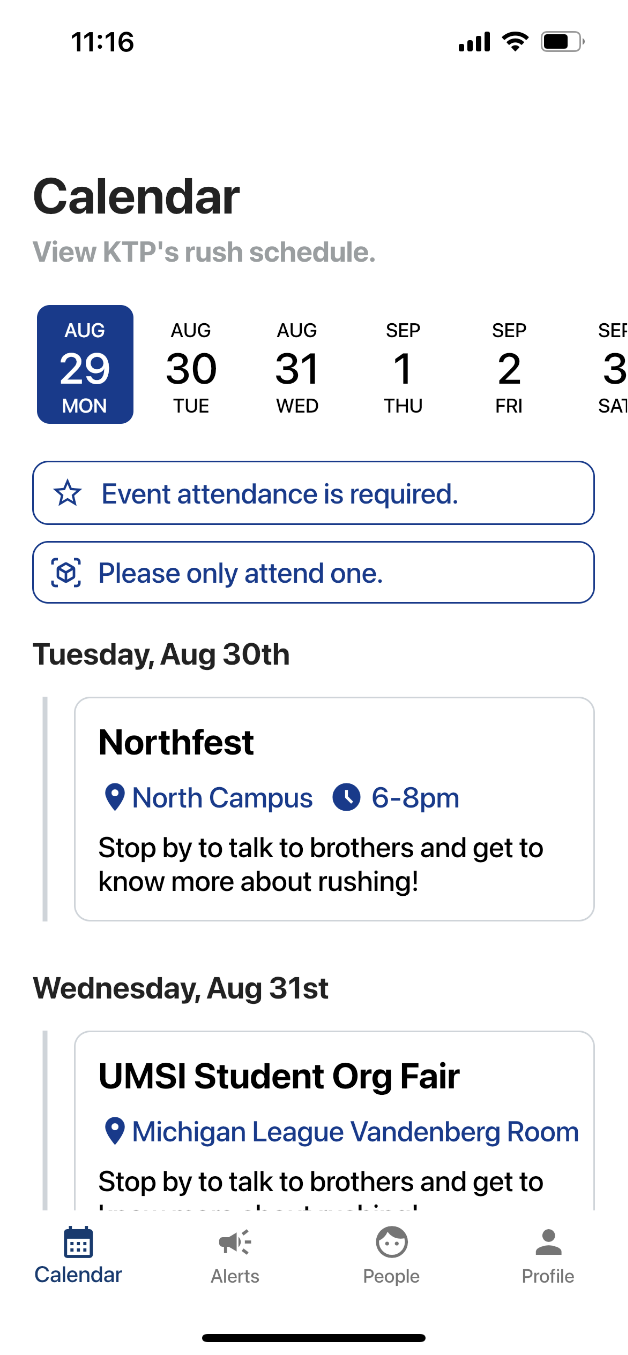 11:16
Calendar
View KTP's rush schedule.
AUG AUG AUG SEP SEP SEP
29 30 31 1 2 3
MON TUE WED THU FRI SAT
Event attendance is required.
Please only attend one.
Tuesday, Aug 30th
Northfest
North Campus 6-8pm
Stop by to talk to brothers and get to
know more about rushing!
Wednesday, Aug 31st
UMSI Student Org Fair
Michigan League Vandenberg Room
Stop by to talk to brothers and get to
know more about rushing!
Calendar Alerts People Profile